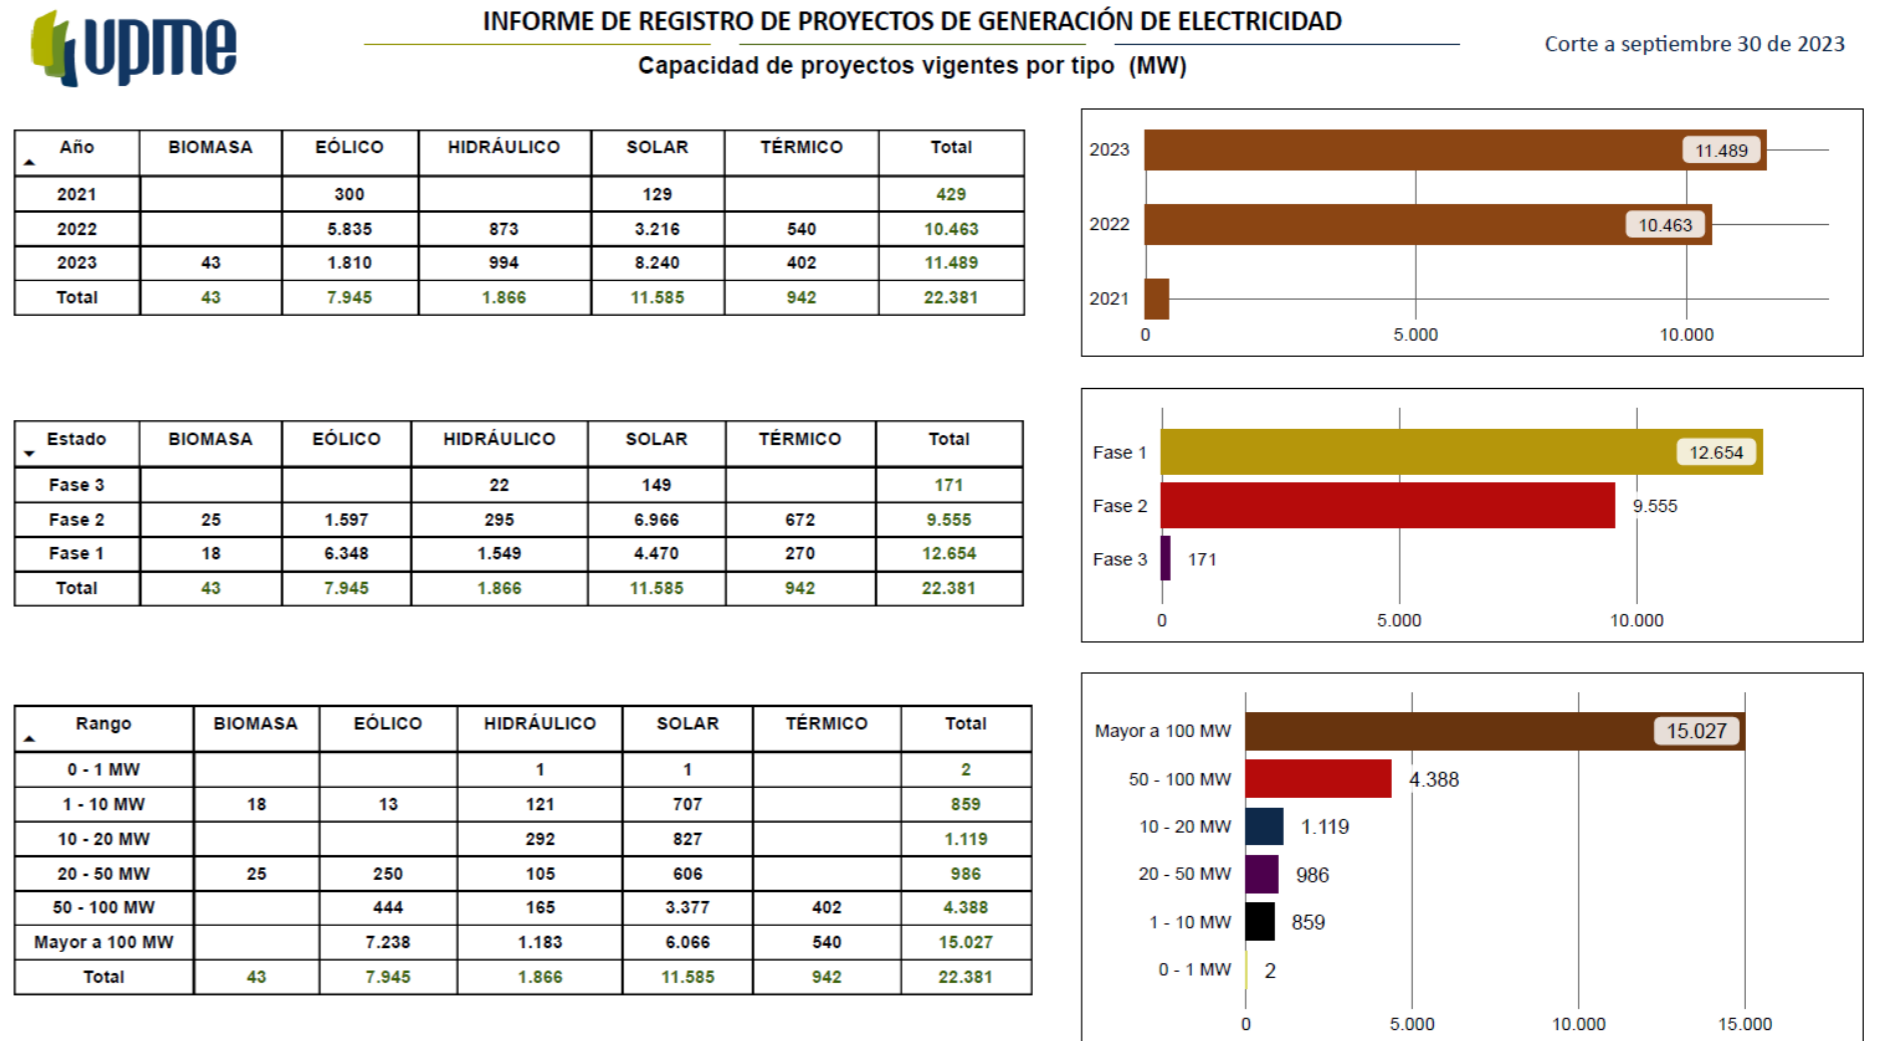 upme
INFORME DE REGISTRO DE PROYECTOS DE GENERACIÓN DE ELECTRICIDAD
Capacidad de proyectos vigentes por tipo (MW)
Corte a septiembre 30 de 2023
Año BIOMASA EÓLICO HIDRÁULICO SOLAR TÉRMICO Total
2021 300 129 429
2022 5.835 873 3.216 540 10.463
2023 43 1.810 994 8.240 402 11.489
Total 43 7.945 1.866 11.585 942 22.381
2023 11.489
2022 10.463
2021
0 5.000 10.000
Estado BIOMASA EÓLICO HIDRÁULICO SOLAR TÉRMICO Total
Fase 3 22 149 171
Fase 2 25 1.597 295 6.966 672 9.555
Fase 1 18 6.348 1.549 4.470 270 12.654
Total 43 7.945 1.866 11.585 942 22.381
Fase 1 12.654
Fase 2 9.555
Fase 3 171
0 5.000 10.000
Rango BIOMASA EÓLICO HIDRÁULICO SOLAR TÉRMICO Total
0 - 1 MW 1 1 2
1 - 10 MW 18 13 121 707 859
10 - 20 MW 292 827 1.119
20 - 50 MW 25 250 105 606 986
50 - 100 MW 444 165 3.377 402 4.388
Mayor a 100 MW 7.238 1.183 6.066 540 15.027
Total 43 7.945 1.866 11.585 942 22.381
Mayor a 100 MW 15.027
50 - 100 MW 4.388
10 - 20 MW 1.119
20 - 50 MW 986
1 - 10 MW 859
0 - 1 MW 2
0 5.000 10.000 15.000